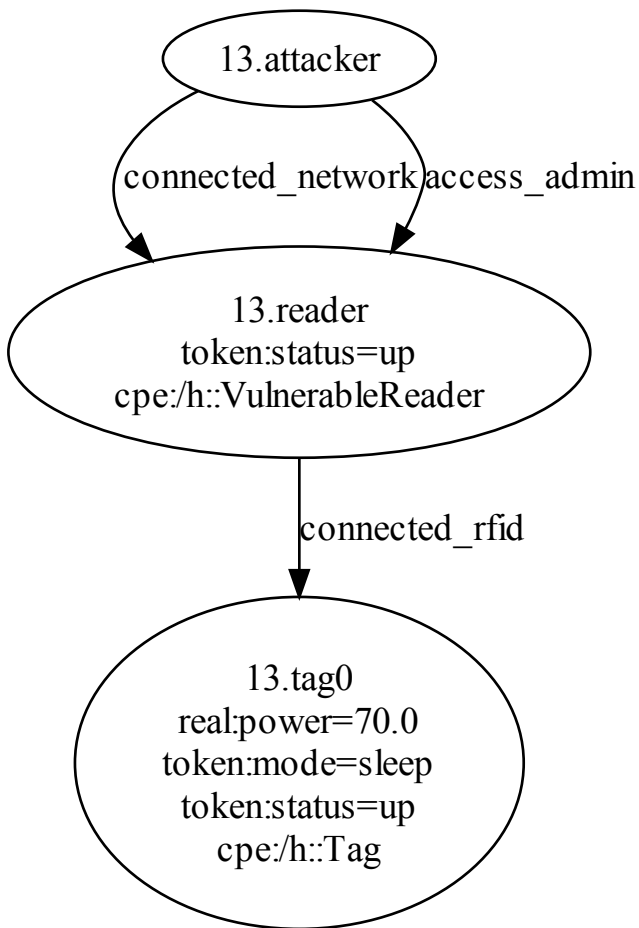 13.attacker
connected_network
access_admin
13.reader
token:status=up
cpe:/h::VulnerableReader
connected_rfid
13.tag0
real:power=70.0
token:mode=sleep
token:status=up
cpe:/h::Tag